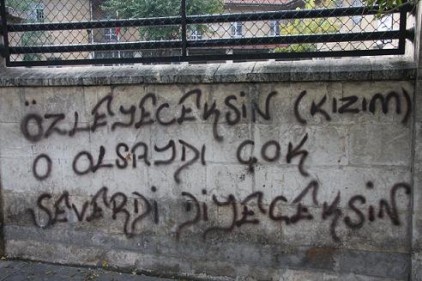 ÖZLEYECEKSİN (KIZIM)
O OLSAYDI ÇOK
SEVERDİ DİYECEKSİN